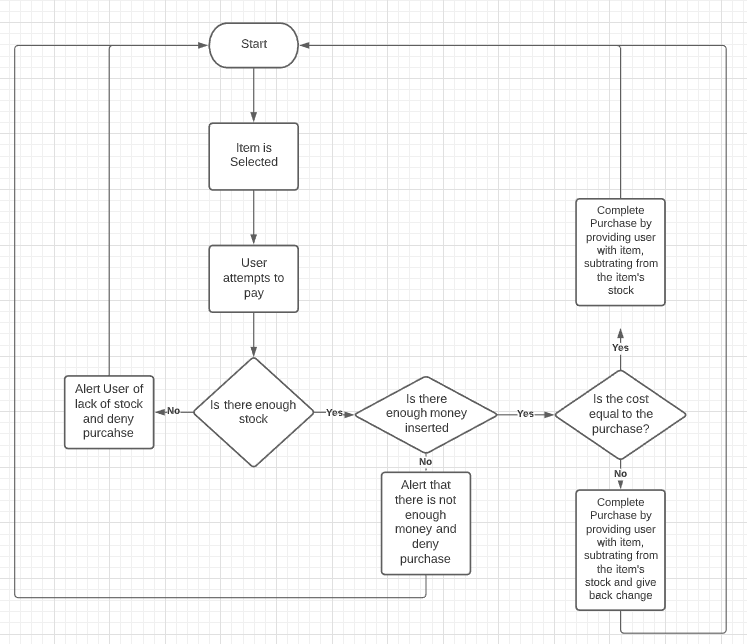 Start
Item is
Selected
User
attempts to
pay
Is there enough
stock
No
Alert User of
lack of stock
and deny
purcahse
Yes
Is there
enough money
inserted
No
Alert that
there is not
enough
money and
deny
purchase
Yes
Is the cost
equal to the
purchase?
Yes
Complete
Purchase by
providing user
with item,
subtrating from
the item's
stock
No
Complete
Purchase by
providing user
with item,
subtrating from
the item's
stock and give
back change